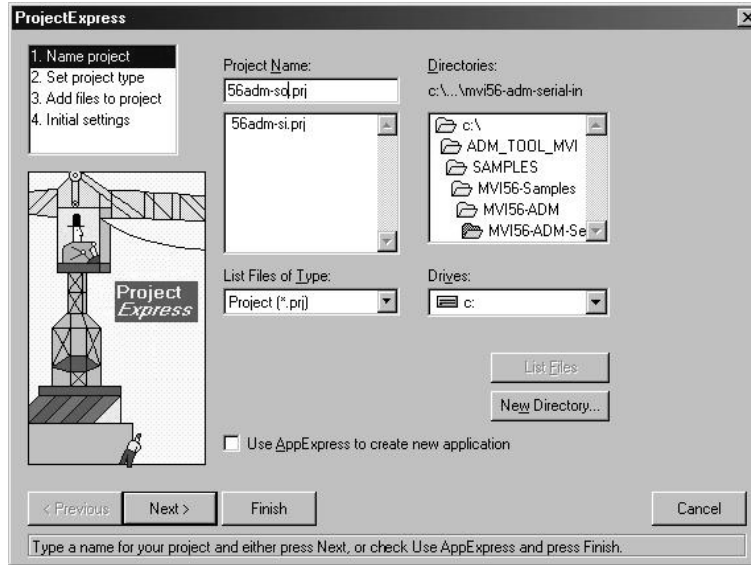 ProjectExpress
1. Name project
2. Set project type
3. Add files to project
4. Initial settings
Project
Express
Project Name:
56adm-so.prj
56adm-si.prj
List Files of Type:
Project (*.prj)
Directories:
c:\...\mvi56-adm-serial-in
c:\
ADM_TOOL_MVI
SAMPLES
MVI56-Samples
MVI56-ADM
MVI56-ADM-Se
Drives:
c:
List Files
New Directory...
Use AppExpress to create new application
< Previous
Next >
Finish
Cancel
Type a name for your project and either press Next, or check Use AppExpress and press Finish.